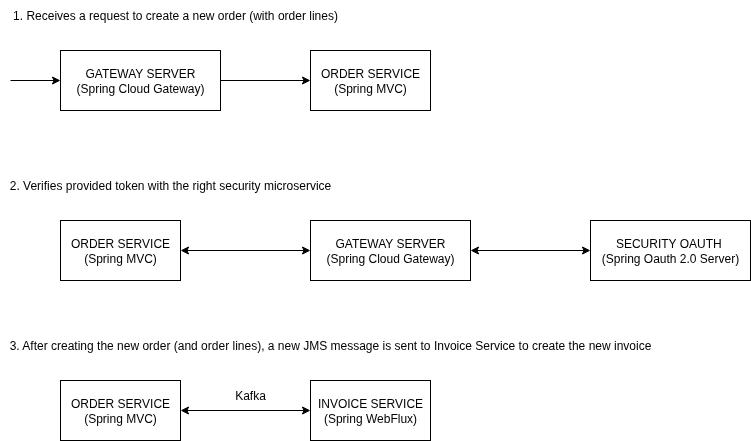 1. Receives a request to create a new order (with order lines)
GATEWAY SERVER
(Spring Cloud Gateway)
ORDER SERVICE
(Spring MVC)
2. Verifies provided token with the right security microservice
ORDER SERVICE
(Spring MVC)
GATEWAY SERVER
(Spring Cloud Gateway)
SECURITY OAUTH
(Spring Oauth 2.0 Server)
3. After creating the new order (and order lines), a new JMS message is sent to Invoice Service to create the new invoice
ORDER SERVICE
(Spring MVC)
Kafka
INVOICE SERVICE
(Spring WebFlux)